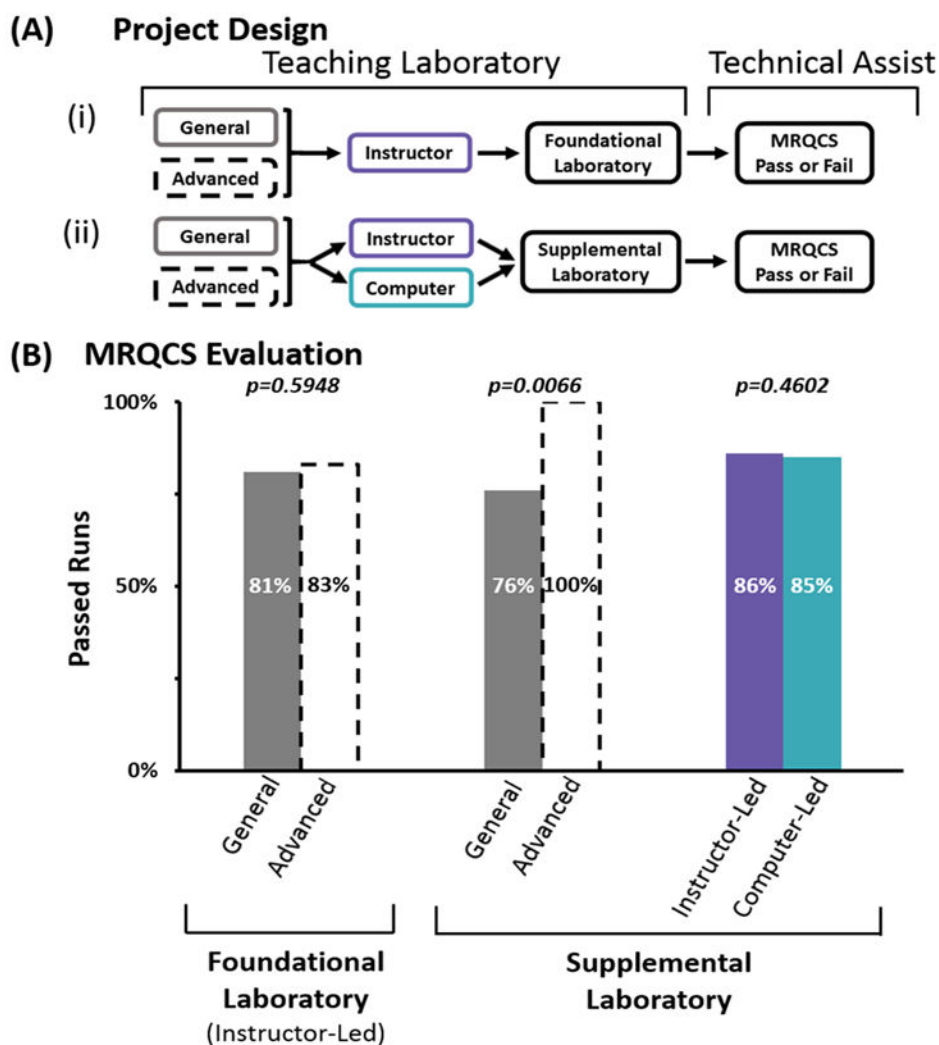 (A) Project Design
Teaching Laboratory Technical Assist
(i)
General
Advanced
Instructor
Foundational
Laboratory
MRQCS
Pass or Fail
(ii)
General
Advanced
Instructor
Computer
Supplemental
Laboratory
MRQCS
Pass or Fail
(B) MRQCS Evaluation
p=0.5948 p=0.0066 p=0.4602
Passed Runs
100%
50%
0%
81% 83% 76% 100% 86% 85%
General
Advanced
General
Advanced
Instructor-Led
Computer-Led
Foundational
Laboratory
(Instructor-Led)
Supplemental
Laboratory